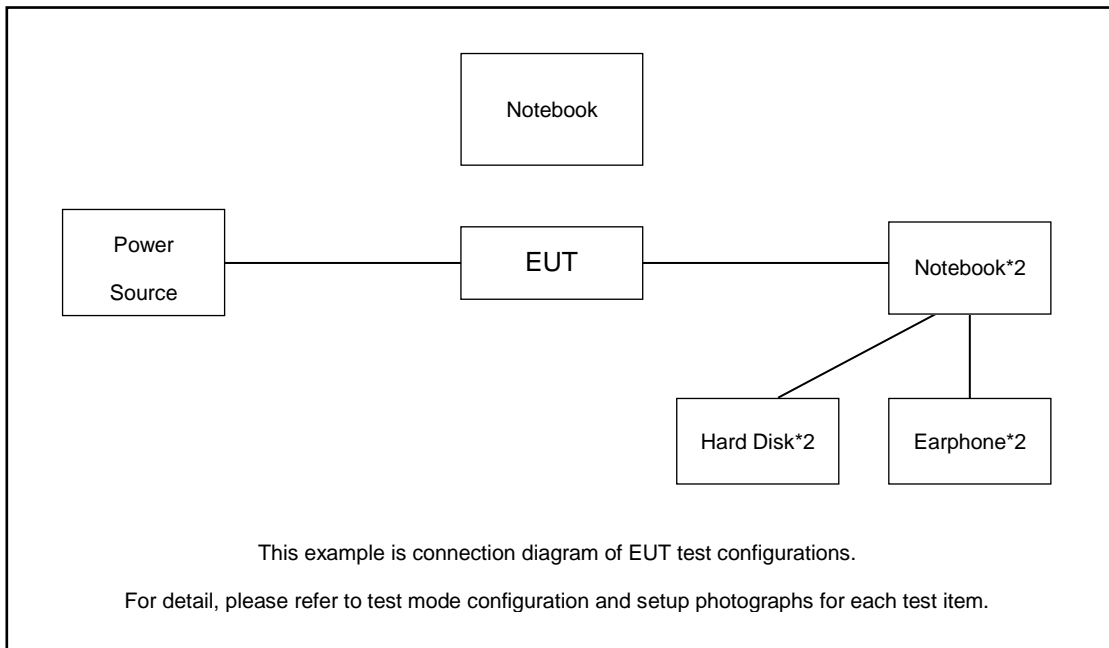 Notebook
Power
Source
EUT
Notebook*2
Hard Disk*2
Earphone*2
This example is connection diagram of EUT test configurations.
For detail, please refer to test mode configuration and setup photographs for each test item.